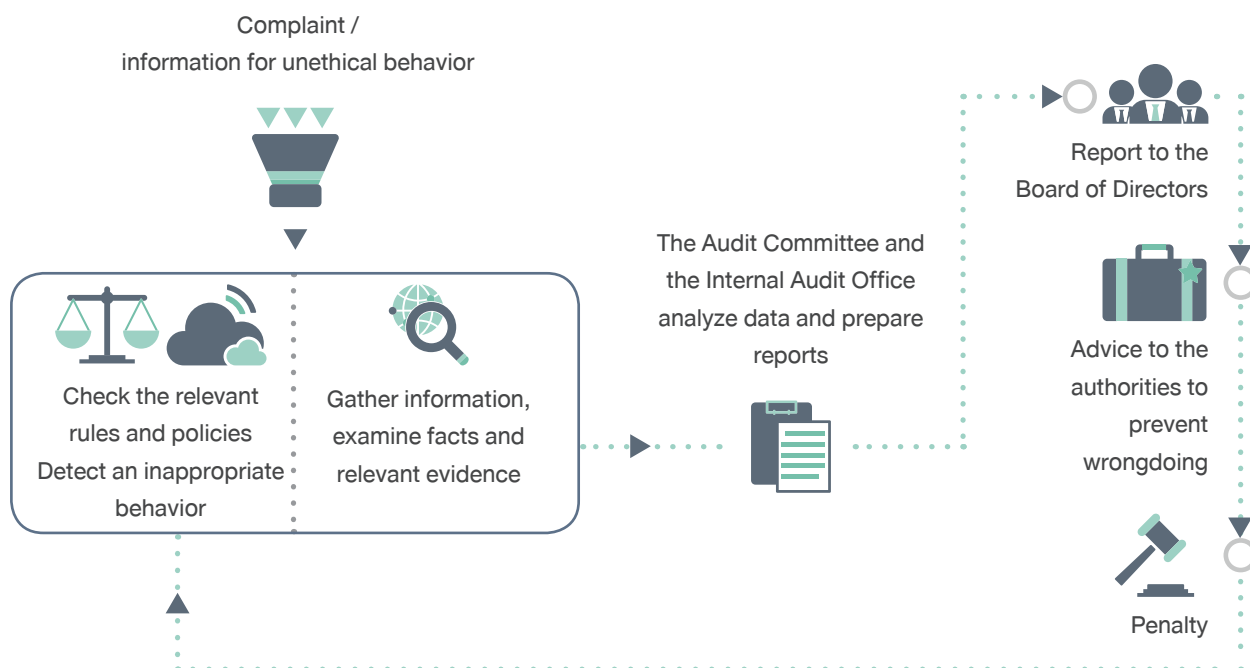 Complaint /
information for unethical behavior
Check the relevant
rules and policies
Detect an inappropriate
behavior
Gather information,
examine facts and
relevant evidence
The Audit Committee and
the Internal Audit Office
analyze data and prepare
reports
Report to the
Board of Directors
Advice to the
authorities to
prevent
wrongdoing
Penalty